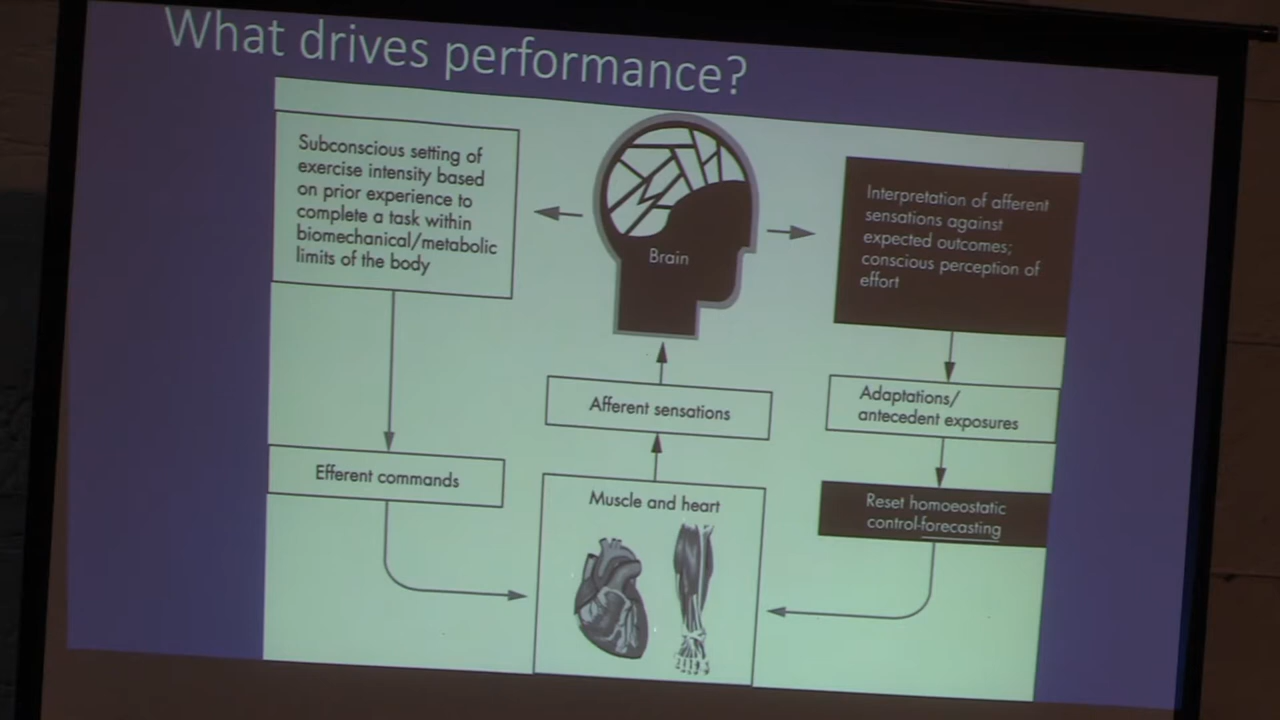 What drives performance?
Subconscious setting of
exercise intensity based
on prior experience to
complete a task within
biomechanical/metabolic
limits of the body
Brain
Interpretation of afferent
sensations against
expected outcomes;
conscious perception of
effort
Afferent sensations
Adaptations/
antecedent exposures
Efferent commands
Muscle and heart
Reset homoeostatic
control-forecasting